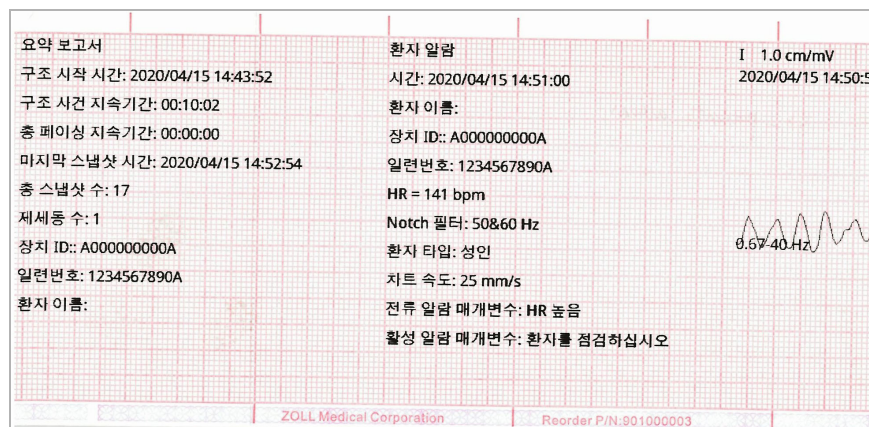 요약 보고서
구조 시작 시간: 2020/04/15 14:43:52
구조 사건 지속기간: 00:10:02
총 페이싱 지속기간: 00:00:00
마지막 스냅샷 시간: 2020/04/15 14:52:54
총 스냅샷 수: 17
제세동 수: 1
장치 ID:: A000000000A
일련번호: 1234567890A
환자 이름:
환자 알람
시간: 2020/04/15 14:51:00
환자 이름:
장치 ID:: A000000000A
일련번호: 1234567890A
HR = 141 bpm
Notch 필터: 50&60 Hz
환자 타입: 성인
차트 속도: 25 mm/s
전류 알람 매개변수: HR 높음
활성 알람 매개변수: 환자를 점검하십시오
I 1.0 cm/mV
2020/04/15 14:50:5
0.67-40 Hz
ZOLL Medical Corporation
Reorder P/N:901000003